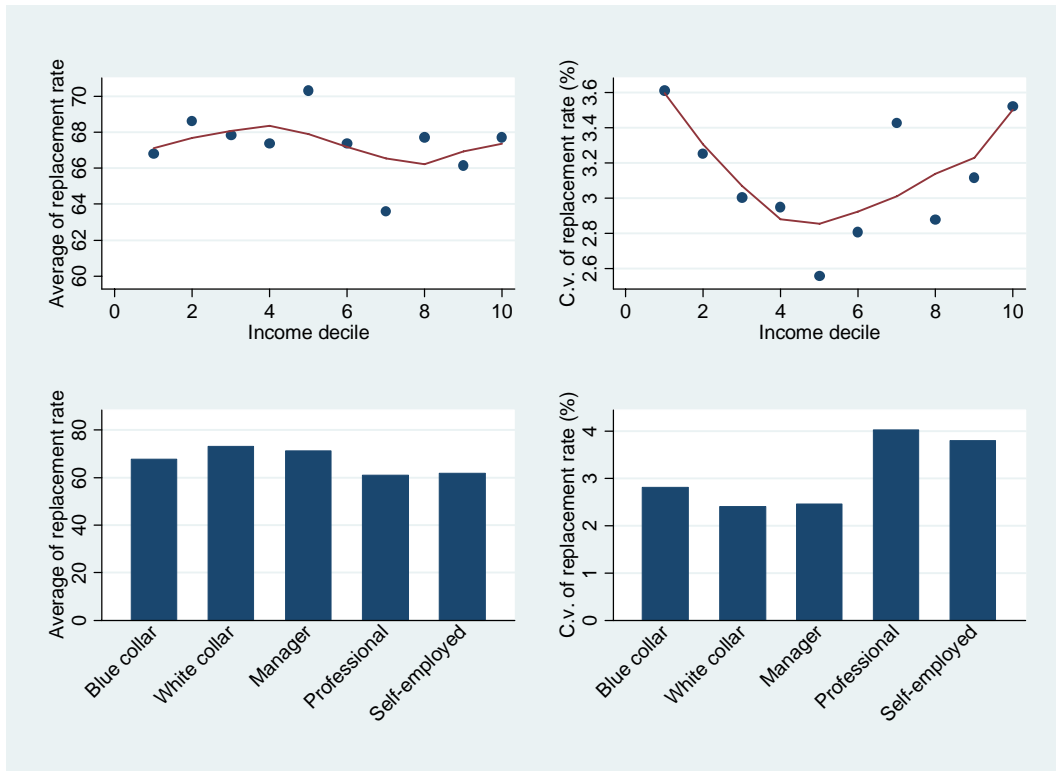 Average of replacement rate
70
68
66
64
62
60
0 2 4 6 8 10
Income decile
C.v. of replacement rate (%)
3.6
3.4
3.2
3
2.8
2.6
0 2 4 6 8 10
Income decile
Average of replacement rate
80
60
40
20
0
Blue collar
White collar
Manager
Professional
Self-employed
C.v. of replacement rate (%)
4
3
2
1
0
Blue collar
White collar
Manager
Professional
Self-employed